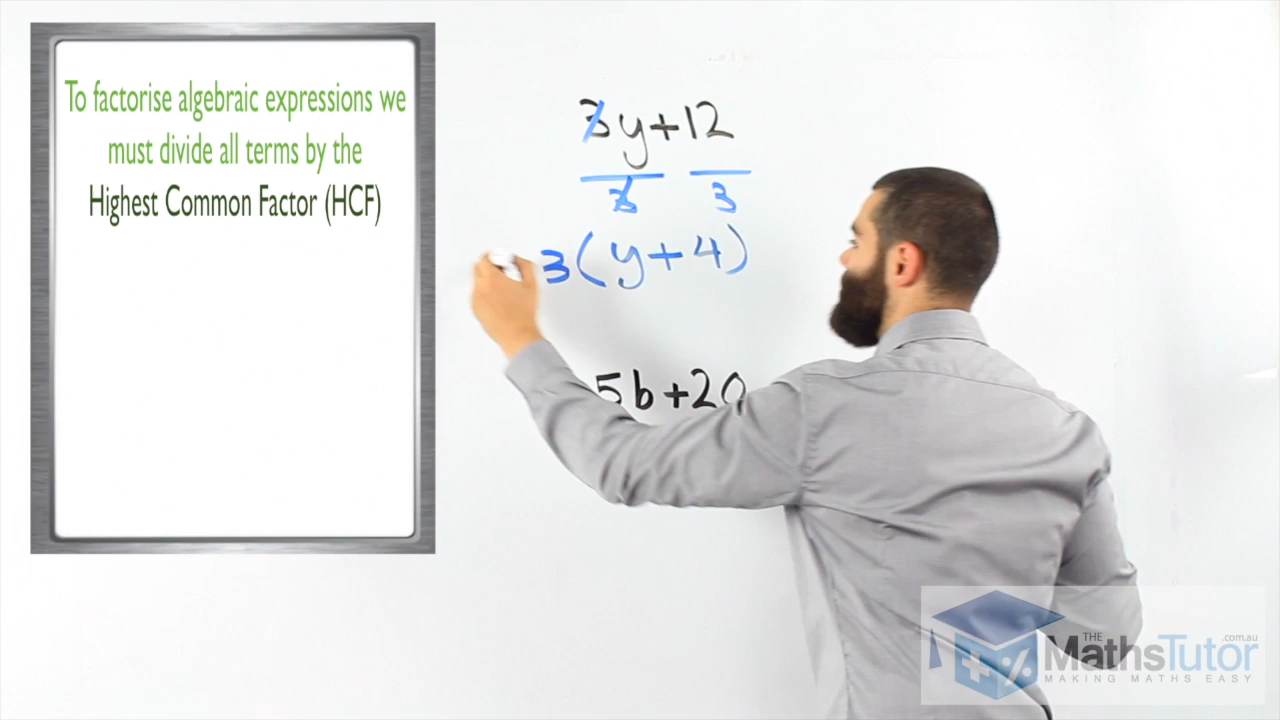 To factorise algebraic expressions we
must divide all terms by the
Highest Common Factor (HCF)
3y+12
3 3
3(y+4)
5b+20
THE
MathsTutor
.com.au
MAKING MATHS EASY